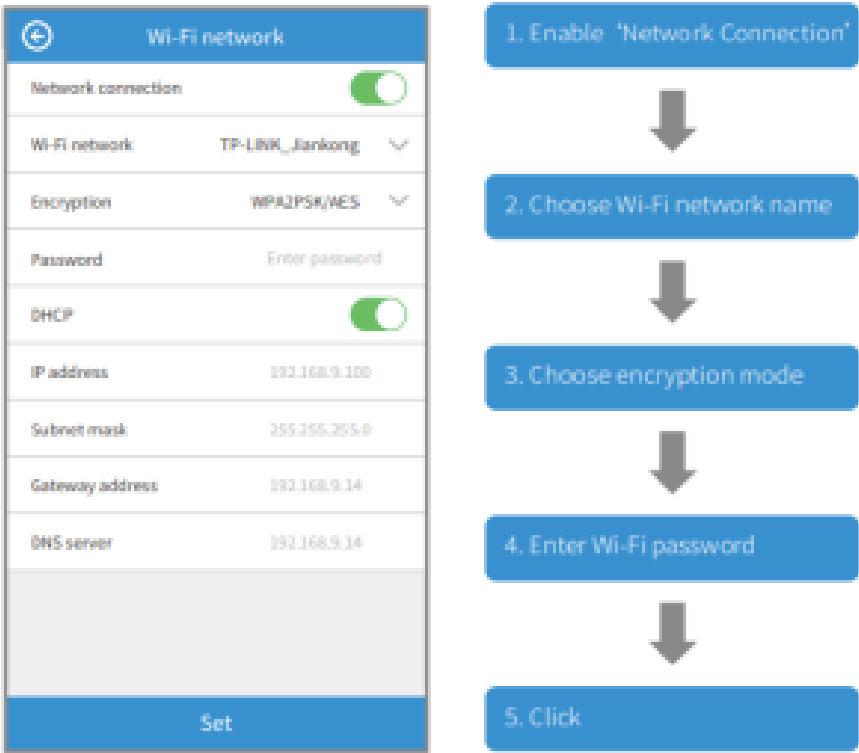 Wi-Fi network
Network connection
Wi-Fi network TP-LINK_Jiankong
Encryption WPA2PSK/AES
Password Enter password
DHCP
IP address 192.168.9.100
Subnet mask 255.255.255.0
Gateway address 192.168.9.14
DNS server 192.168.9.14
Set
1. Enable ‘Network Connection’
2. Choose Wi-Fi network name
3. Choose encryption mode
4. Enter Wi-Fi password
5. Click